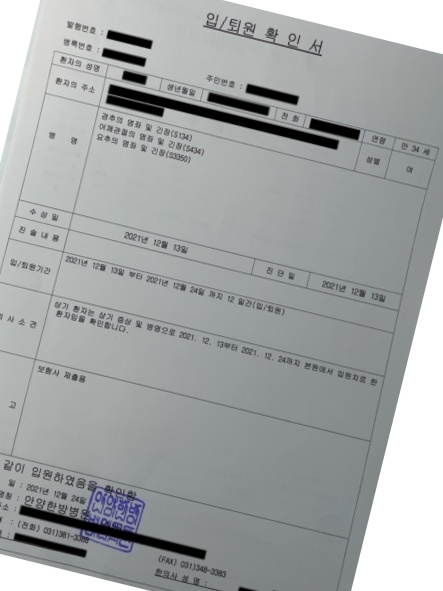 입/퇴원 확 인 서
발행번호 :
병록번호 :
주민번호 :
환자의 성명
생년월일
전 화
연령
만 34 세
환자의 주소
성별
여
병 명
경추의 염좌 및 긴장(S134)
어깨관절의 염좌 및 긴장(S434)
요추의 염좌 및 긴장(S3350)
수 상 일
2021년 12월 13일
진 단 일
2021년 12월 13일
진 술 내 용
입/퇴원기간
2021년 12월 13일 부터 2021년 12월 24일 까지 12 일간(입/퇴원)
사 소 견
상기 환자는 상기 증상 및 병명으로 2021. 12. 13부터 2021. 12. 24까지 본원에서 입원치료 한
환자임을 확인합니다.
고
보험사 제출용
같이 입원하였음을 확인함
일 : 2021년 12월 24일
명칭 : 안양한방병원
주소 :
: (전화) 031)381-3383
(FAX) 031)348-3383
한의사 성 명 :